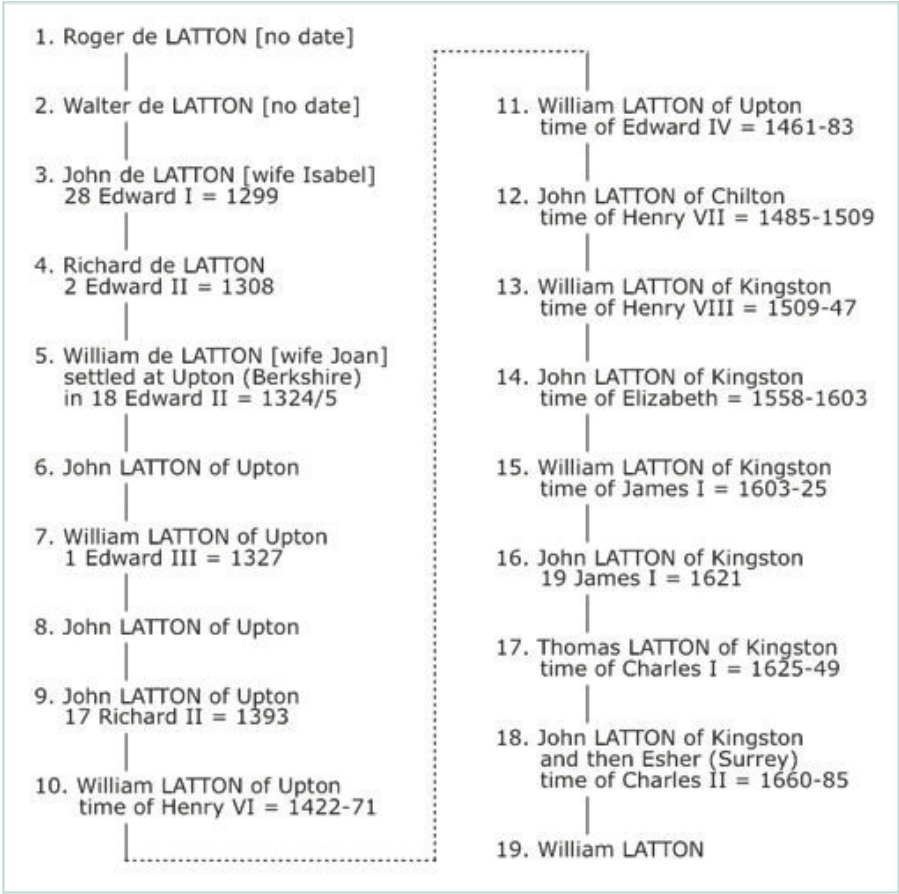 1. Roger de LATTON [no date]
2. Walter de LATTON [no date]
3. John de LATTON [wife Isabel]
28 Edward I = 1299
4. Richard de LATTON
2 Edward II = 1308
5. William de LATTON [wife Joan]
settled at Upton (Berkshire)
in 18 Edward II = 1324/5
6. John LATTON of Upton
7. William LATTON of Upton
1 Edward III = 1327
8. John LATTON of Upton
9. John LATTON of Upton
17 Richard II = 1393
10. William LATTON of Upton
time of Henry VI = 1422-71
11. William LATTON of Upton
time of Edward IV = 1461-83
12. John LATTON of Chilton
time of Henry VII = 1485-1509
13. William LATTON of Kingston
time of Henry VIII = 1509-47
14. John LATTON of Kingston
time of Elizabeth = 1558-1603
15. William LATTON of Kingston
time of James I = 1603-25
16. John LATTON of Kingston
19 James I = 1621
17. Thomas LATTON of Kingston
time of Charles I = 1625-49
18. John LATTON of Kingston
and then Esher (Surrey)
time of Charles II = 1660-85
19. William LATTON